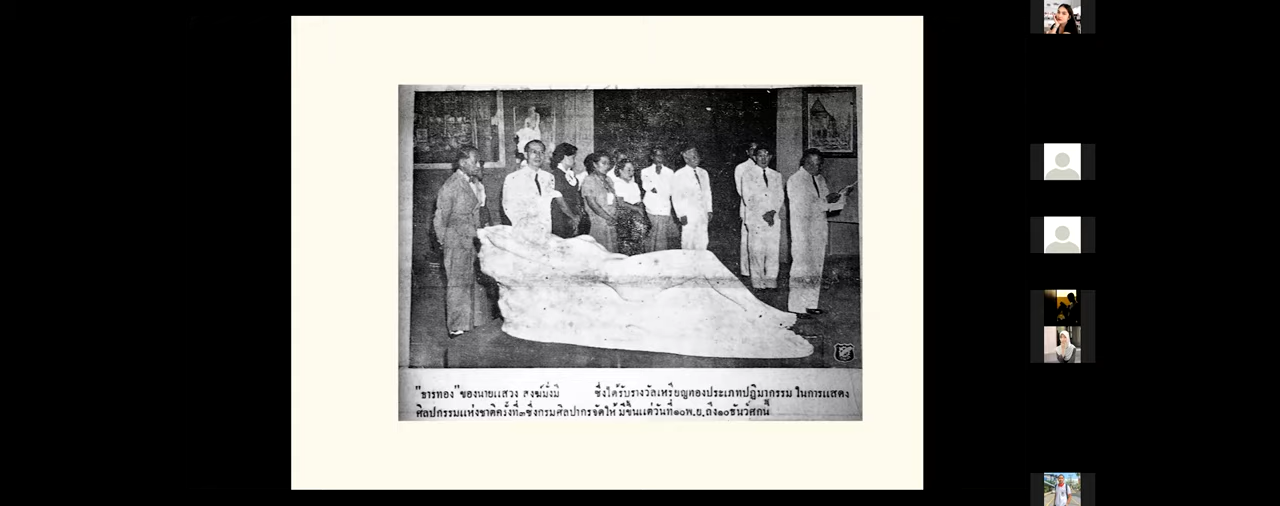 "ธารทอง"ของนายแสวง สงฆ์มั่งมี ซึ่งได้รับรางวัลเหรียญทองประเภทปฏิมากรรม ในการแสดง
ศิลปกรรมแห่งชาติครั้งที่๓ซึ่งกรมศิลปากรจัดให้ มีขึ้นแต่วันที่๑๐พ.ย.ถึง๑๐ธันวาศกนี้